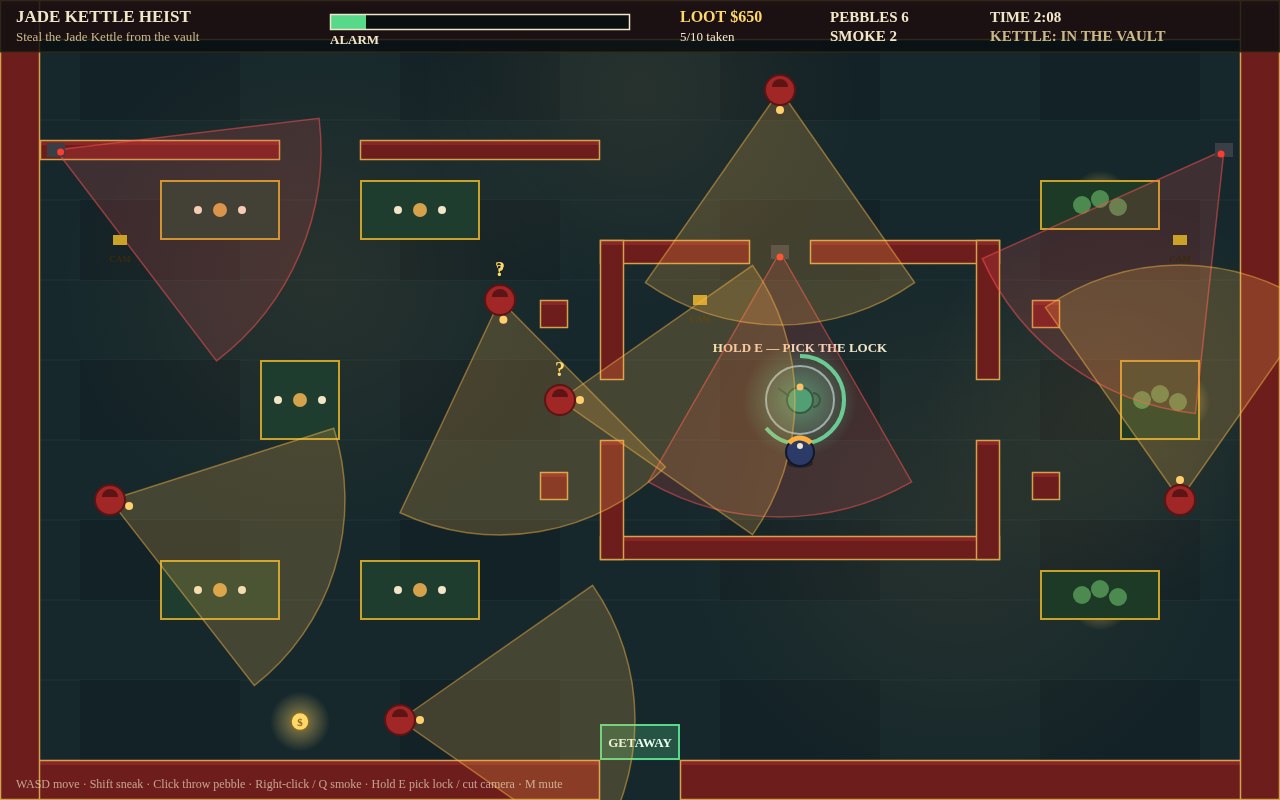 JADE KETTLE HEIST
Steal the Jade Kettle from the vault
ALARM
LOOT $650
5/10 taken
PEBBLES 6
SMOKE 2
TIME 2:08
KETTLE: IN THE VAULT
?
?
CAM
HOLD E — PICK THE LOCK
$
GETAWAY
WASD move · Shift sneak · Click throw pebble · Right-click / Q smoke · Hold E pick lock / cut camera · M mute